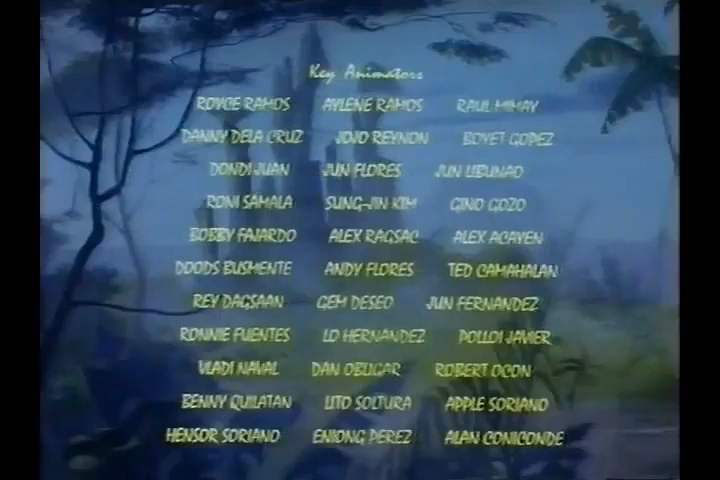 Key Animators
ROYCE RAMOS AYLENE RAMOS RAUL MIMAY
DANNY DELA CRUZ JOJO REYNON BOYET GOPEZ
DONDI JUAN JUN FLORES JUN LIBUNAO
RONI SAMALA SUNG-JIN KIM GINO GOZO
BOBBY FAJARDO ALEX RAGSAC ALEX ACAYEN
DOODS BUSMENTE ANDY FLORES TED CAMAHALAN
REY DAGSAAN GEM DESEO JUN FERNANDEZ
RONNIE FUENTES LO HERNANDEZ POLLOI JAVIER
VLADI NAVAL DAN OBLIGAR ROBERT OCON
BENNY QUILATAN LITO SOLTURA APPLE SORIANO
HENSOR SORIANO ENIONG PEREZ ALAN CONICONDE